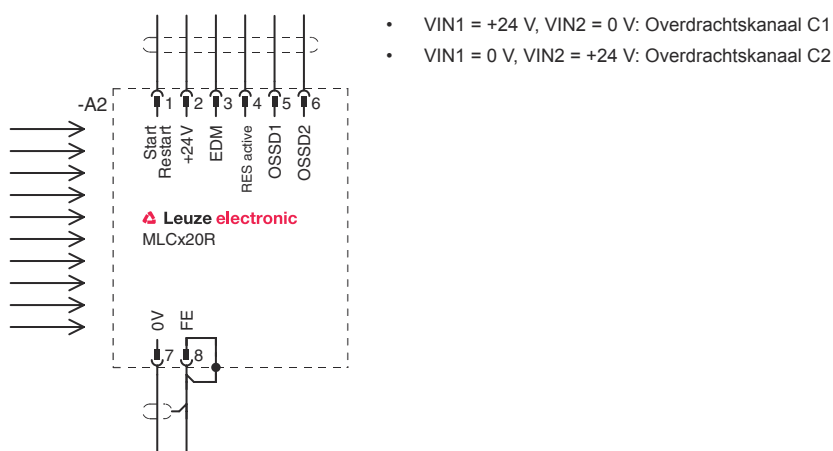 • VIN1 = +24 V, VIN2 = 0 V: Overdrachtskanaal C1
• VIN1 = 0 V, VIN2 = +24 V: Overdrachtskanaal C2
-A2
1 2 3 4 5 6
Start
Restart
+24V
EDM
RES active
OSSD1
OSSD2
Leuze electronic
MLCx20R
0V
FE
7 8